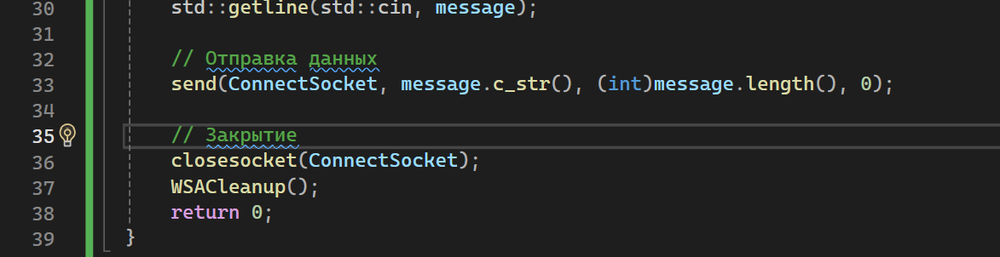 30 std::getline(std::cin, message);
31
32 // Отправка данных
33 send(ConnectSocket, message.c_str(), (int)message.length(), 0);
34
35 // Закрытие
36 closesocket(ConnectSocket);
37 WSACleanup();
38 return 0;
39 }